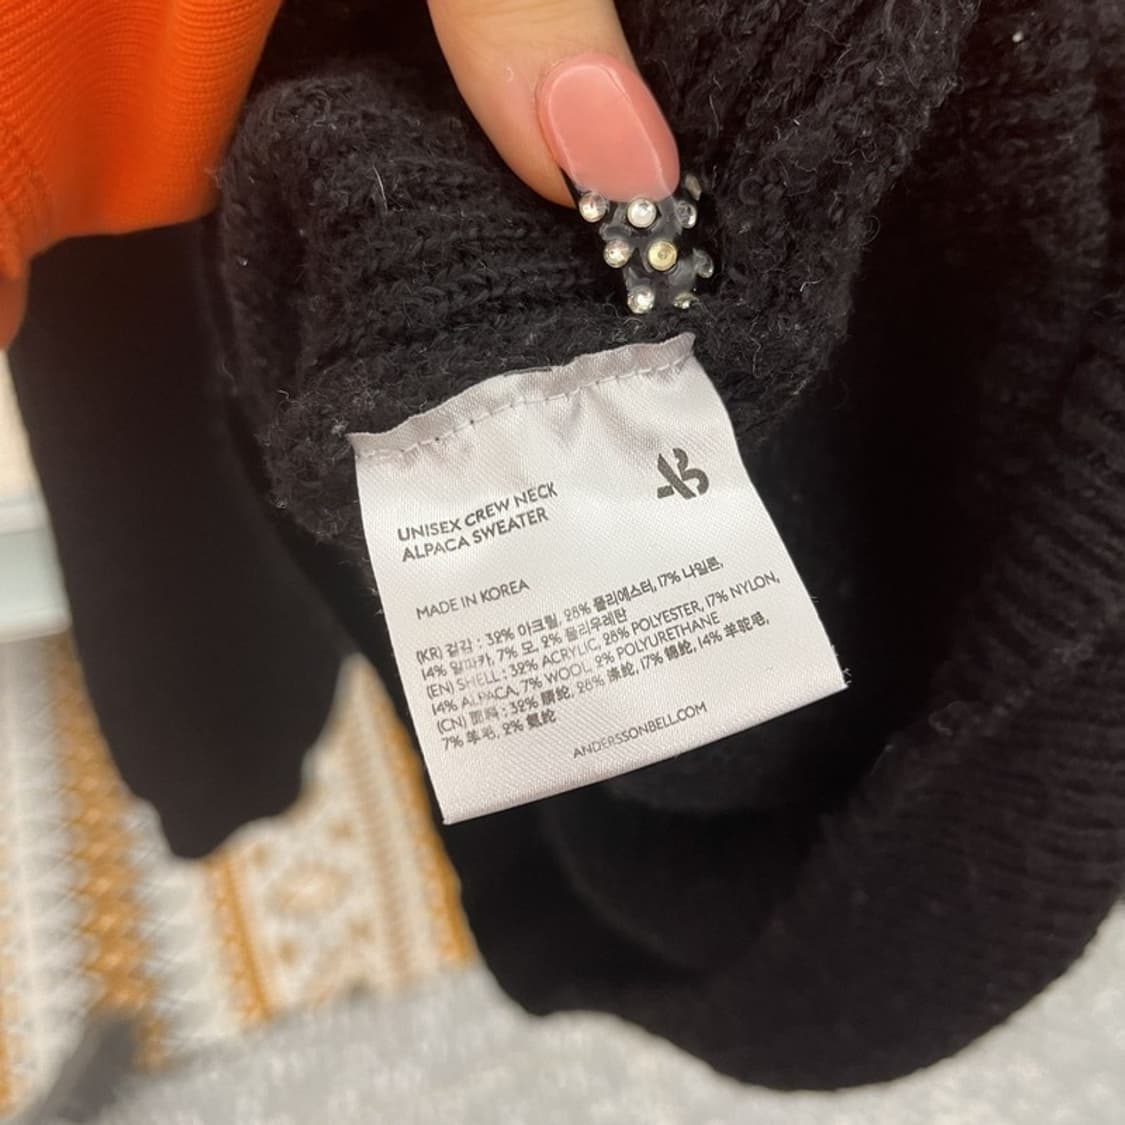 UNISEX CREW NECK
ALPACA SWEATER
MADE IN KOREA
(KR) 겉감 : 32% 아크릴, 28% 폴리에스터, 17% 나일론,
14% 알파카, 7% 모, 2% 폴리우레탄
(EN) SHELL : 32% ACRYLIC, 28% POLYESTER, 17% NYLON,
14% ALPACA, 7% WOOL, 2% POLYURETHANE
(CN) 面料 : 32% 腈纶, 28% 涤纶, 17% 锦纶, 14% 羊驼毛,
7% 羊毛, 2% 氨纶
ANDERSSONBELL.COM